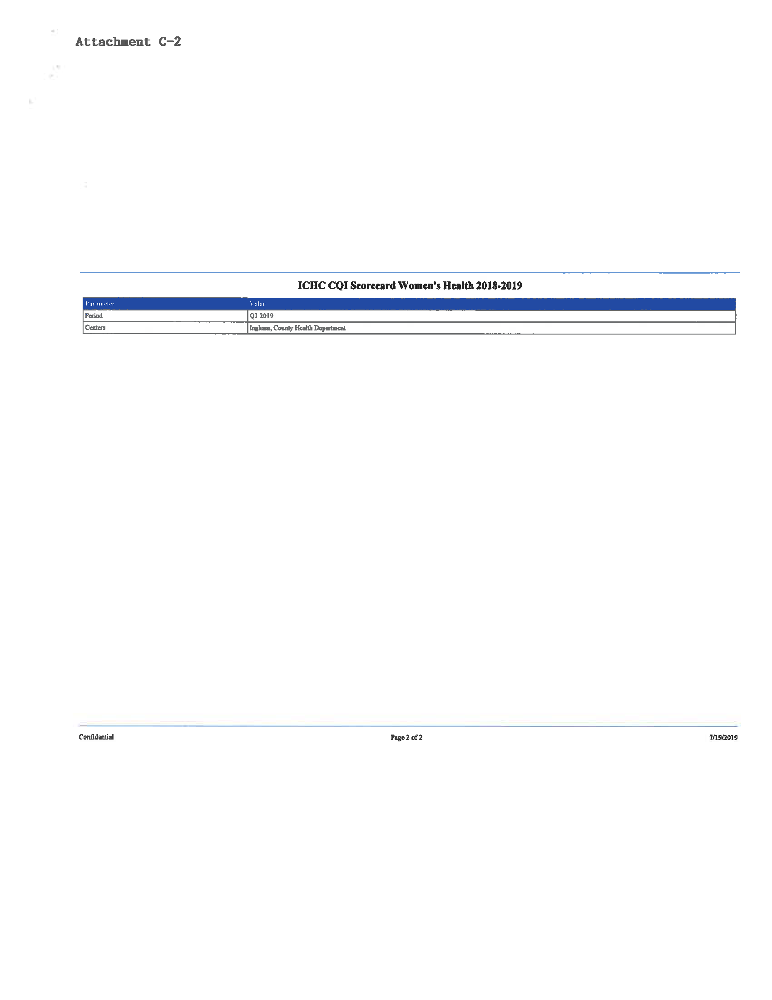 Attachment C-2
ICHC CQI Scorecard Women's Health 2018-2019
Parameter Value
Period Q1 2019
Centers Ingham, County Health Department
Confidential Page 2 of 2 7/19/2019